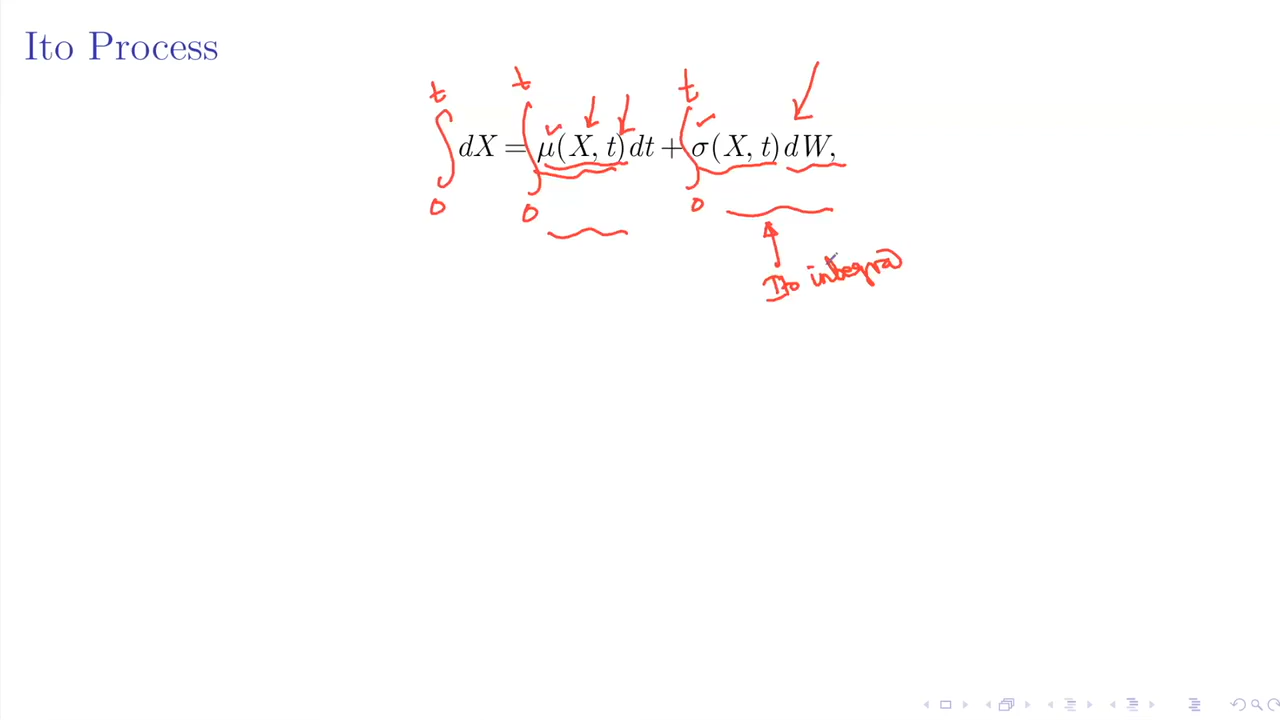 Ito Process
t t t
∫ dX = ∫ μ(X, t) dt + ∫ σ(X, t) dW,
0 0 0
Ito integral